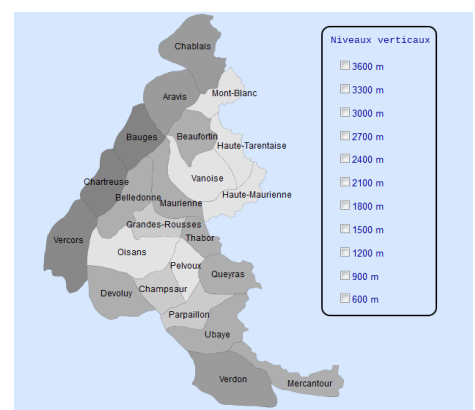 Chablais
Mont-Blanc
Aravis
Beaufortin
Bauges
Haute-Tarentaise
Vanoise
Chartreuse
Haute-Maurienne
Belledonne
Maurienne
Grandes-Rousses
Thabor
Vercors
Oisans
Pelvoux
Queyras
Champsaur
Devoluy
Parpaillon
Ubaye
Verdon
Mercantour
Niveaux verticaux
3600 m
3300 m
3000 m
2700 m
2400 m
2100 m
1800 m
1500 m
1200 m
900 m
600 m